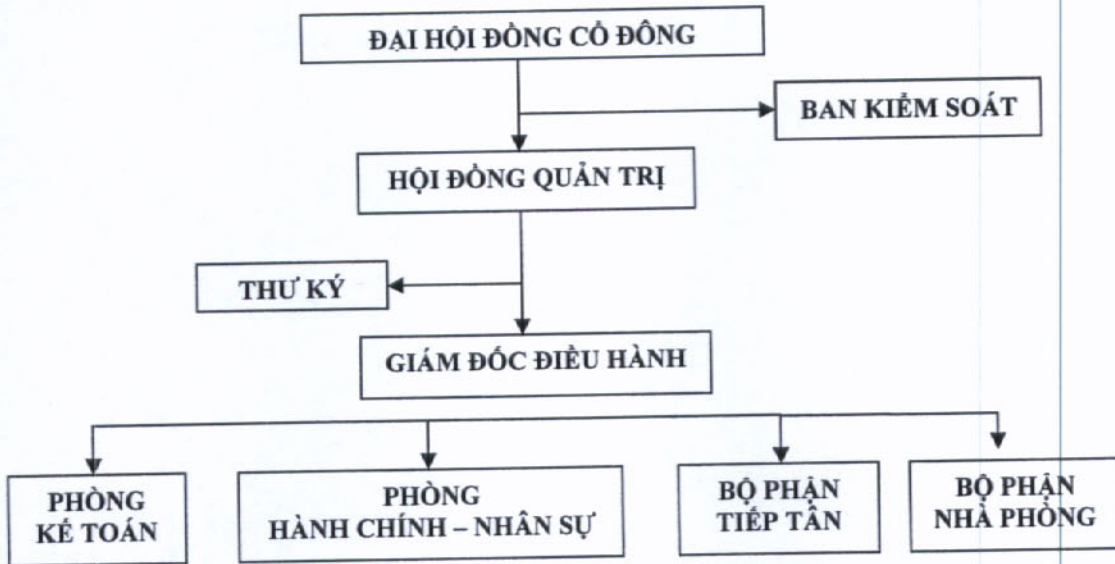 ĐẠI HỘI ĐỒNG CỔ ĐÔNG
BAN KIỂM SOÁT
HỘI ĐỒNG QUẢN TRỊ
THƯ KÝ
GIÁM ĐỐC ĐIỀU HÀNH
PHÒNG
KẾ TOÁN
PHÒNG
HÀNH CHÍNH – NHÂN SỰ
BỘ PHẬN
TIẾP TÂN
BỘ PHẬN
NHÀ PHÒNG